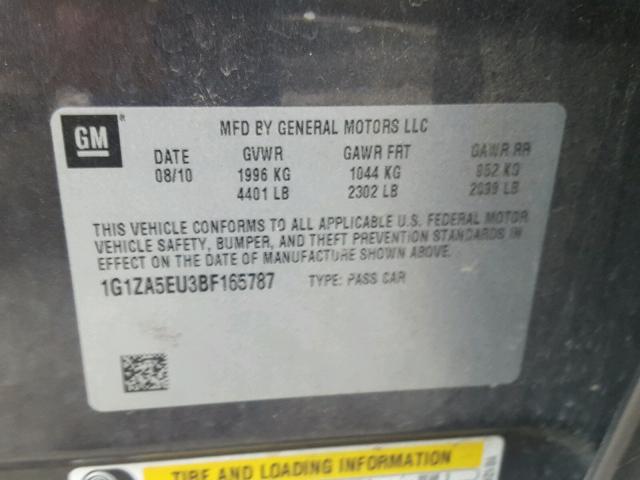 GM
MFD BY GENERAL MOTORS LLC
DATE GVWR GAWR FRT GAWR RR
08/10 1996 KG 1044 KG 952 KG
4401 LB 2302 LB 2099 LB
THIS VEHICLE CONFORMS TO ALL APPLICABLE U.S. FEDERAL MOTOR
VEHICLE SAFETY, BUMPER, AND THEFT PREVENTION STANDARDS IN
EFFECT ON THE DATE OF MANUFACTURE SHOWN ABOVE.
1G1ZA5EU3BF165787 TYPE: PASS CAR
TIRE AND LOADING INFORMATION